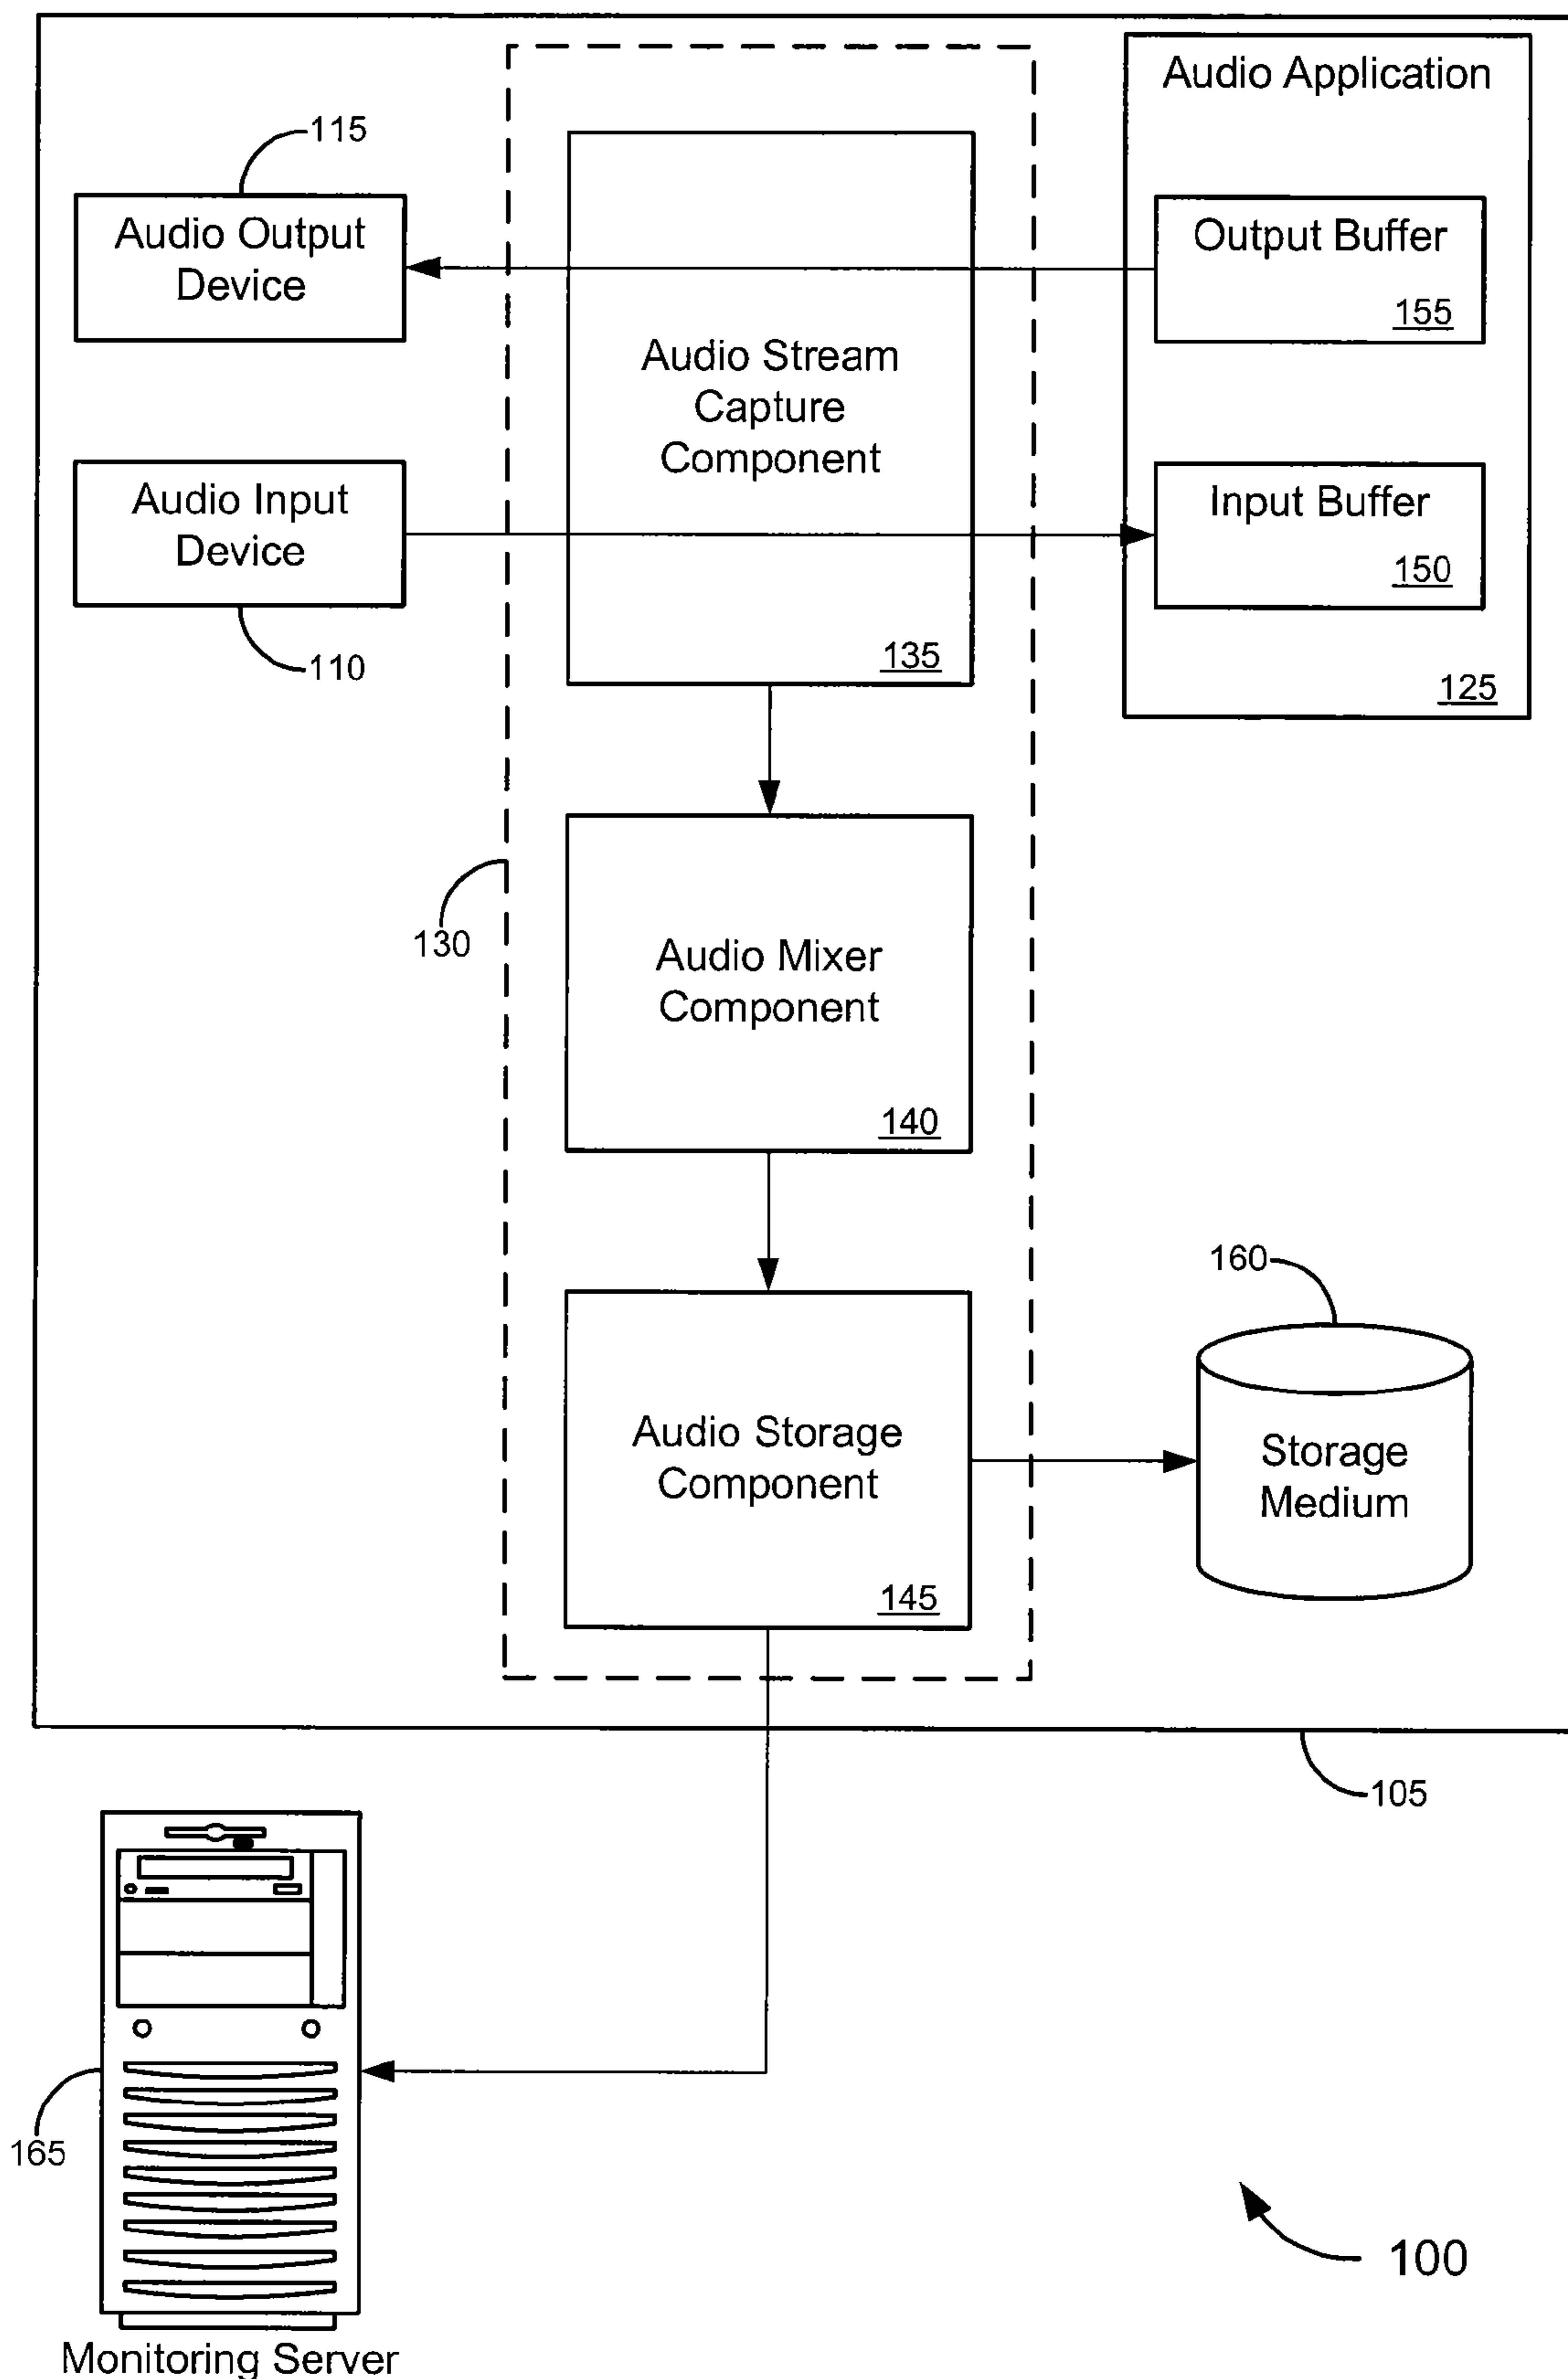 Audio Application
115
Audio Output
Device
Output Buffer
155
Audio Stream
Capture
Component
Audio Input
Device
Input Buffer
150
110
135
125
130
Audio Mixer
Component
140
160
Audio Storage
Component
Storage
Medium
145
105
165
100
Monitoring Server